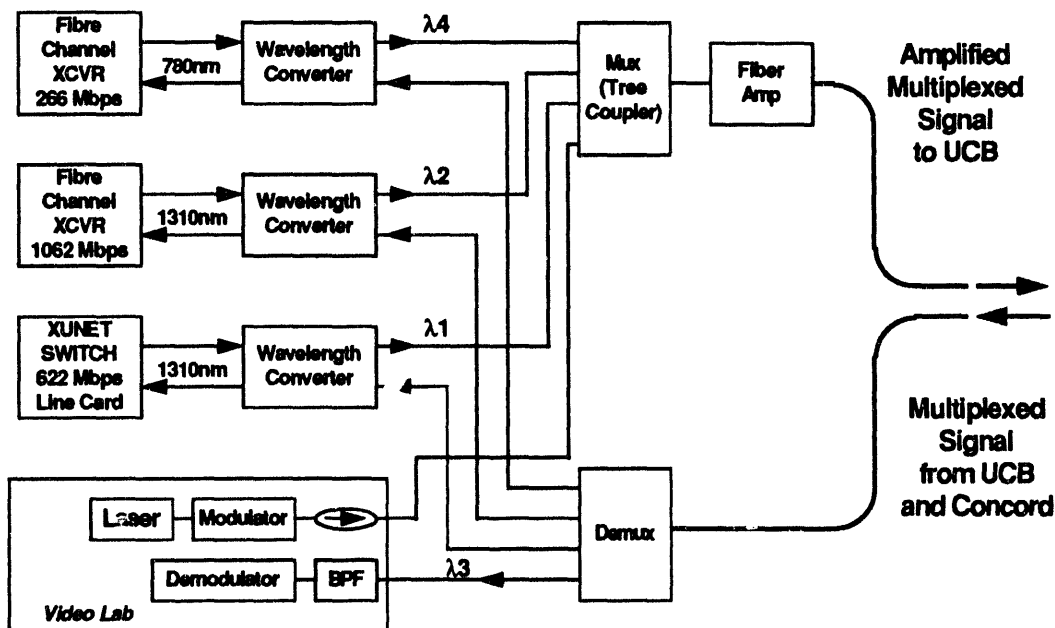 Fibre
Channel
XCVR
266 Mbps
780nm
Wavelength
Converter
λ4
Mux
(Tree
Coupler)
Fiber
Amp
Amplified
Multiplexed
Signal
to UCB
Fibre
Channel
XCVR
1062 Mbps
1310nm
Wavelength
Converter
λ2
XUNET
SWITCH
622 Mbps
Line Card
1310nm
Wavelength
Converter
λ1
Multiplexed
Signal
from UCB
and Concord
Laser
Modulator
Demux
Demodulator
BPF
λ3
Video Lab